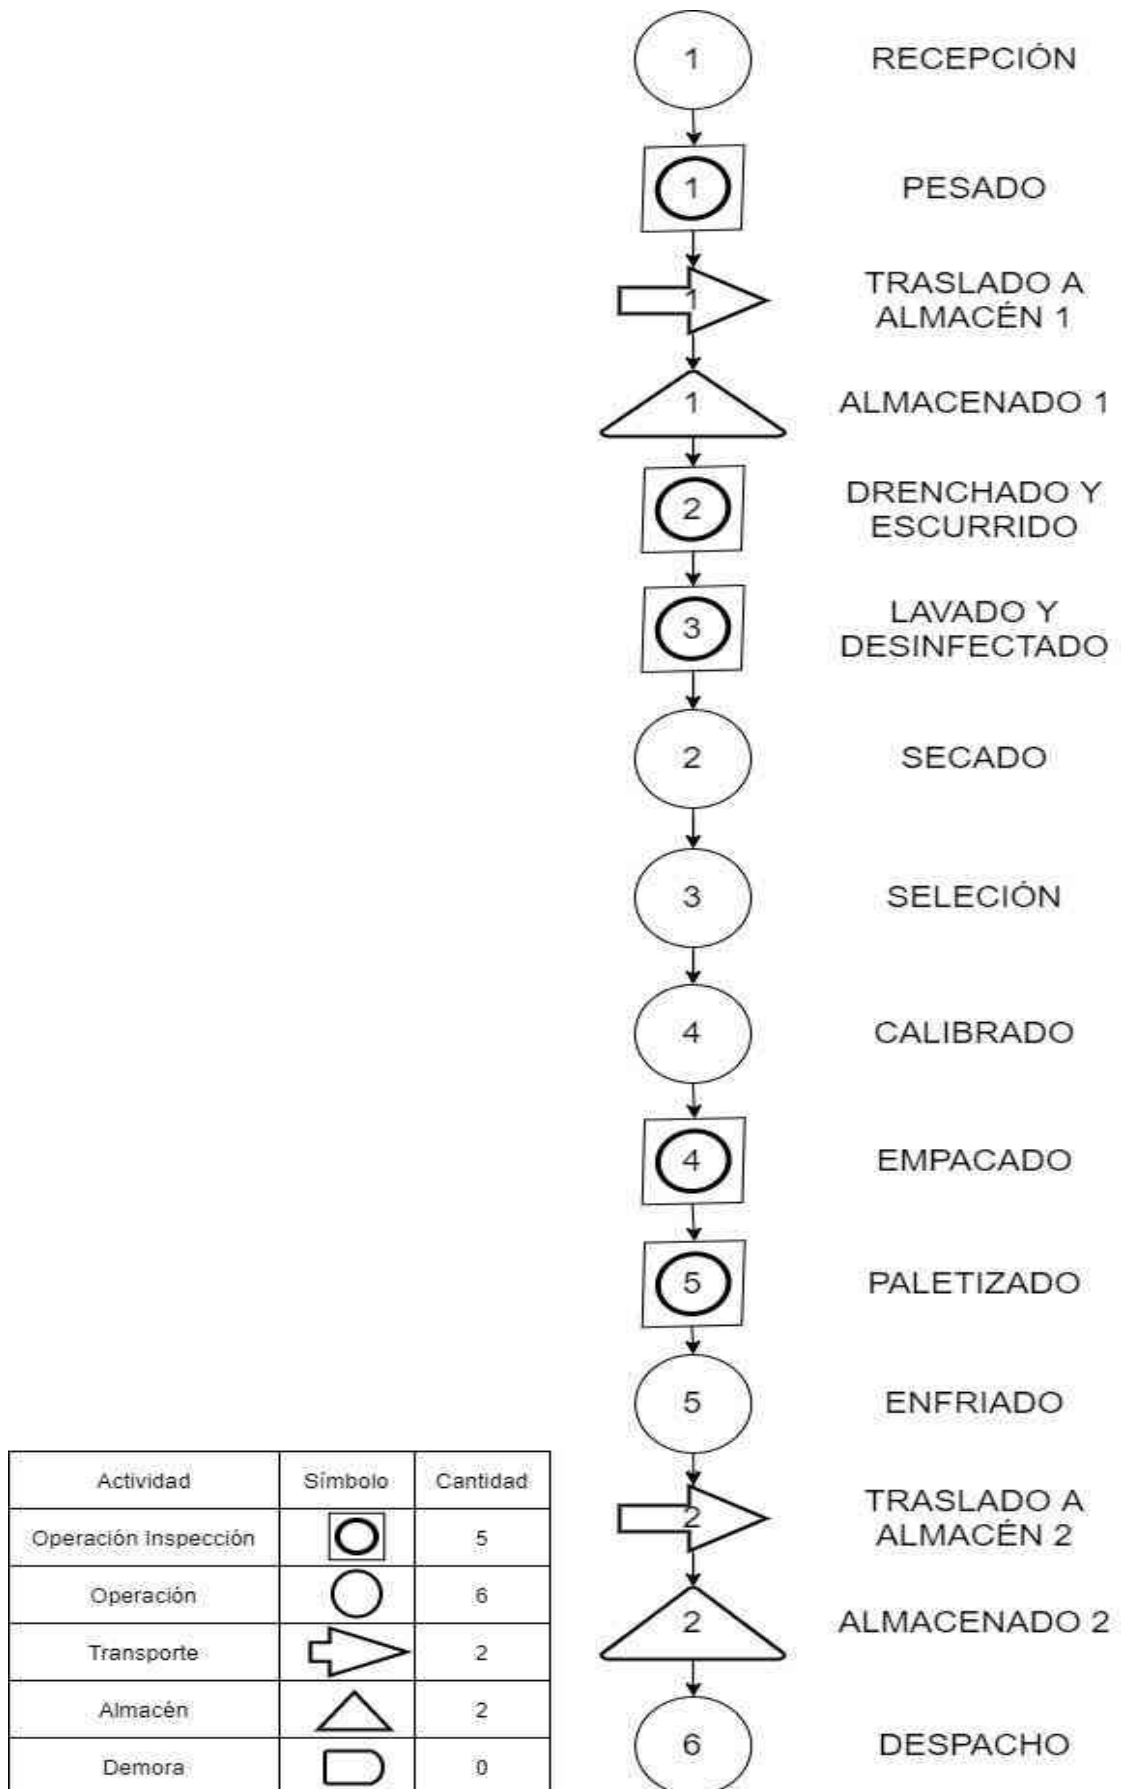 1 RECEPCIÓN
1 PESADO
1 TRASLADO A
ALMACÉN 1
1 ALMACENADO 1
2 DRENCHADO Y
ESCURRIDO
3 LAVADO Y
DESINFECTADO
2 SECADO
3 SELECIÓN
4 CALIBRADO
4 EMPACADO
5 PALETIZADO
5 ENFRIADO
2 TRASLADO A
ALMACÉN 2
2 ALMACENADO 2
6 DESPACHO
Actividad Símbolo Cantidad
Operación Inspección 5
Operación 6
Transporte 2
Almacén 2
Demora 0